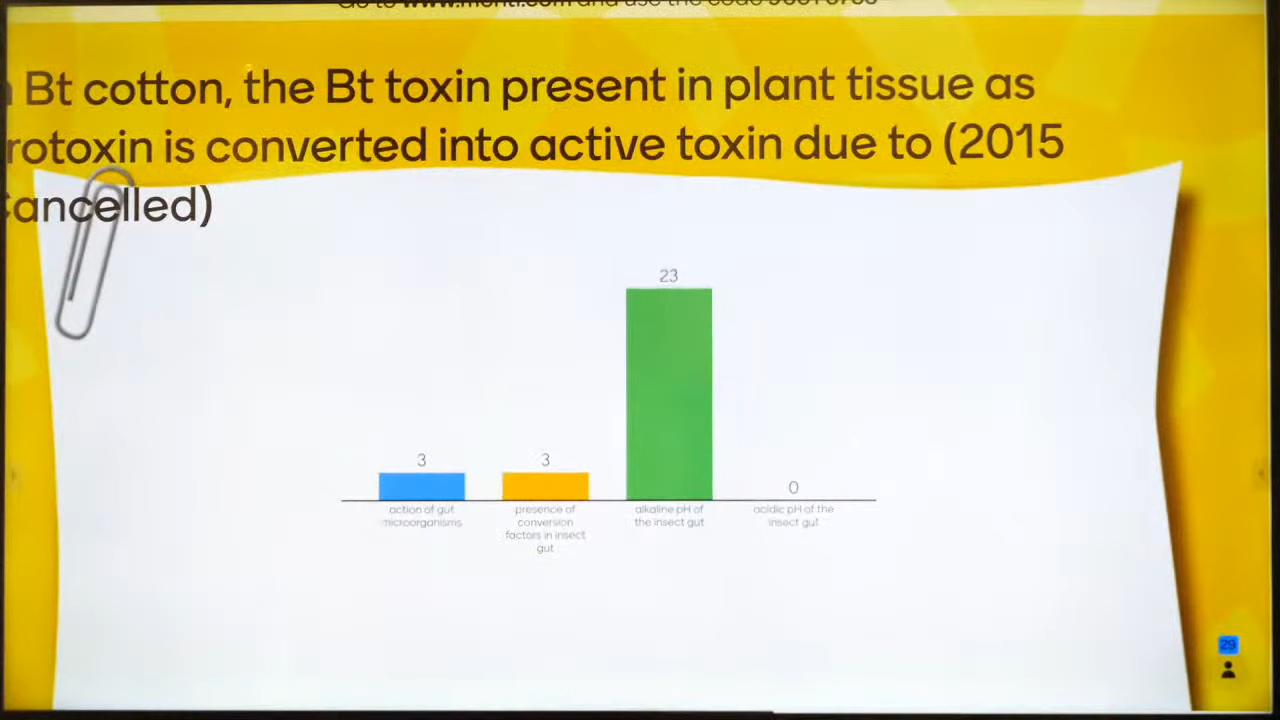 Bt cotton, the Bt toxin present in plant tissue as
rotoxin is converted into active toxin due to (2015
ancelled)
23
3
3
0
action of gut
microorganisms
presence of
conversion
factors in insect
gut
alkaline pH of
the insect gut
acidic pH of the
insect gut
29